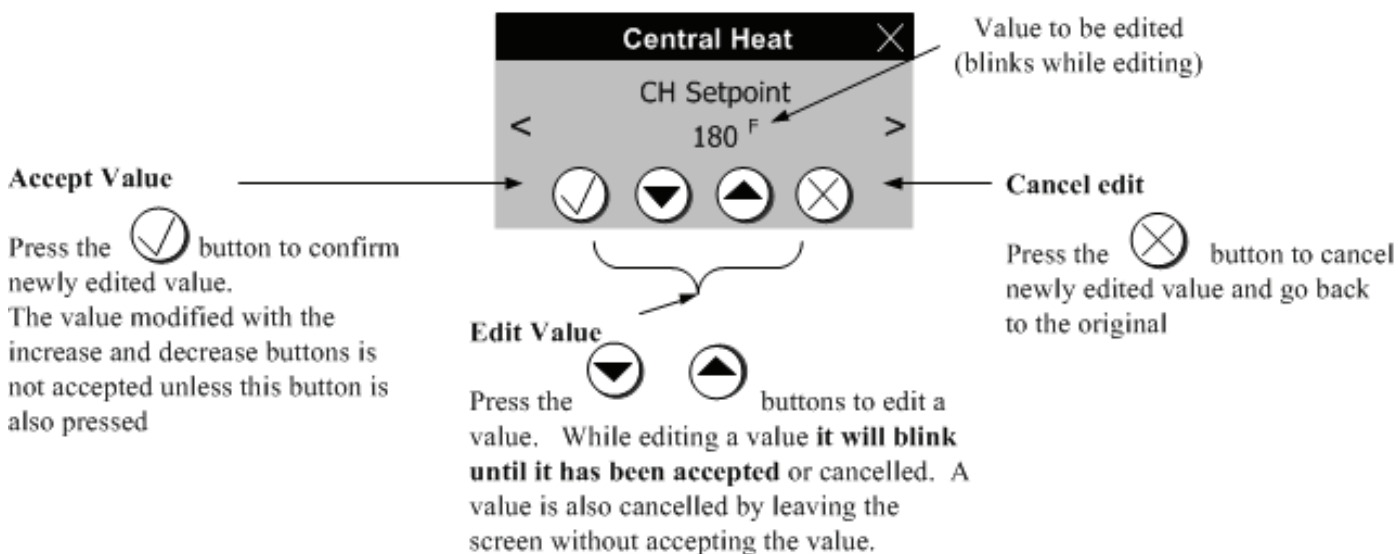 Central Heat
Value to be edited
(blinks while editing)
CH Setpoint
< 180 F >
Accept Value
Press the button to confirm
newly edited value.
The value modified with the
increase and decrease buttons is
not accepted unless this button is
also pressed
Cancel edit
Press the button to cancel
newly edited value and go back
to the original
Edit Value
Press the buttons to edit a
value. While editing a value it will blink
until it has been accepted or cancelled. A
value is also cancelled by leaving the
screen without accepting the value.